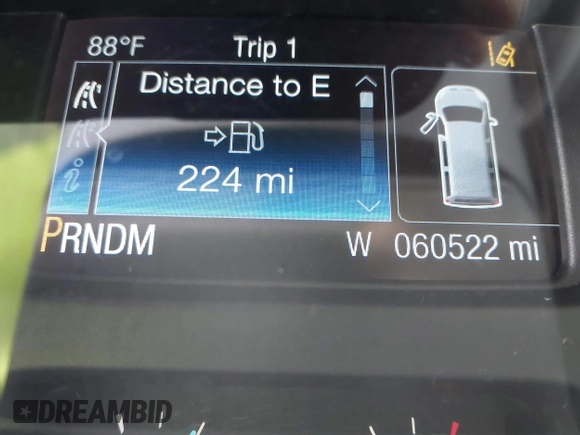 88°F Trip 1
Distance to E
224 mi
PRNDM W 060522 mi
DREAMBID